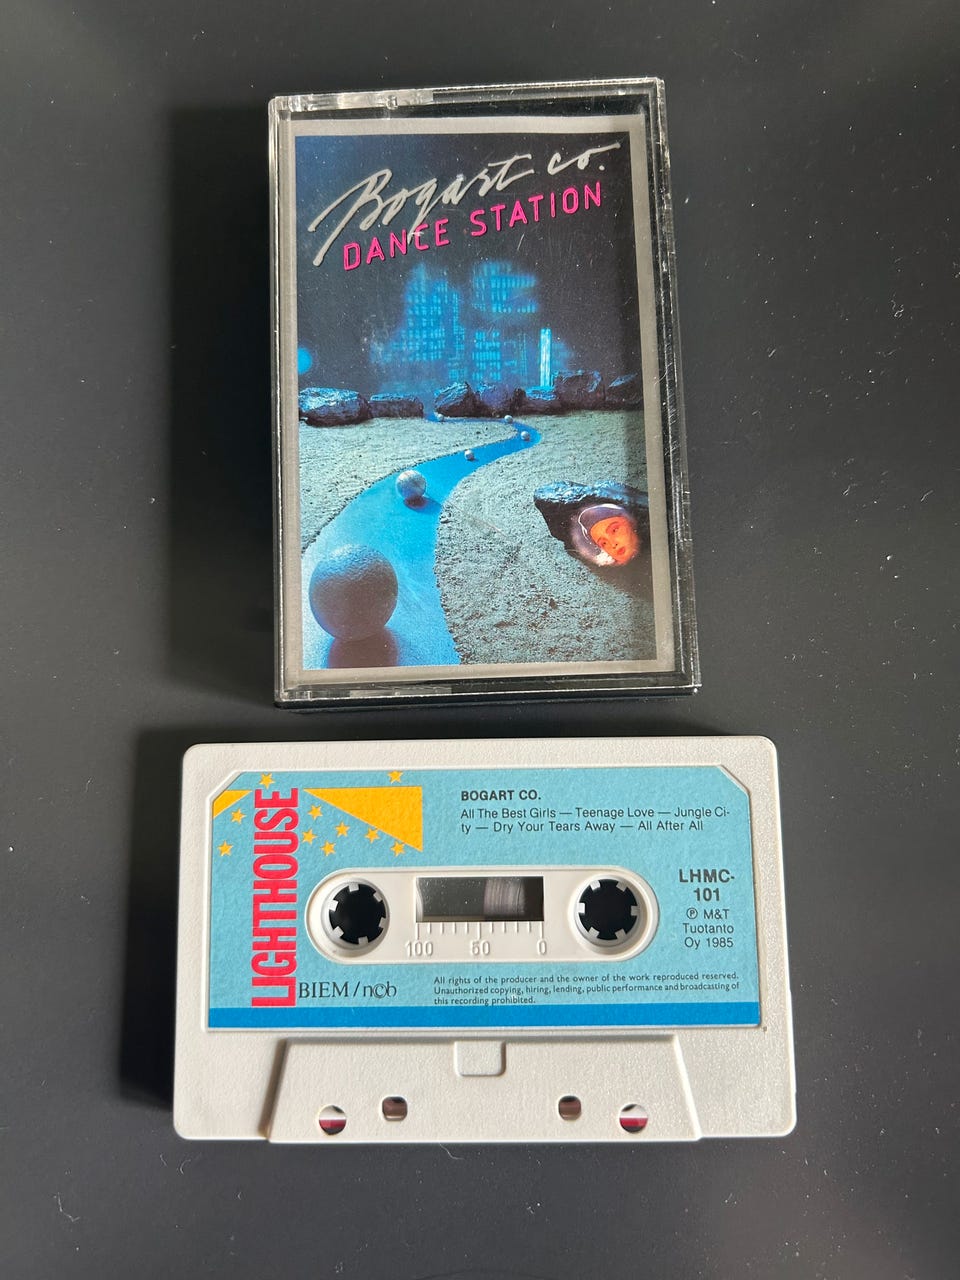 Bogart co.
DANCE STATION
LIGHTHOUSE
BOGART CO.
All The Best Girls — Teenage Love — Jungle Ci-
ty — Dry Your Tears Away — All After All
LHMC-
101
℗ M&T
Tuotanto
Oy 1985
100 50 0
BIEM/ncb
All rights of the producer and the owner of the work reproduced reserved.
Unauthorized copying, hiring, lending, public performance and broadcasting of
this recording prohibited.